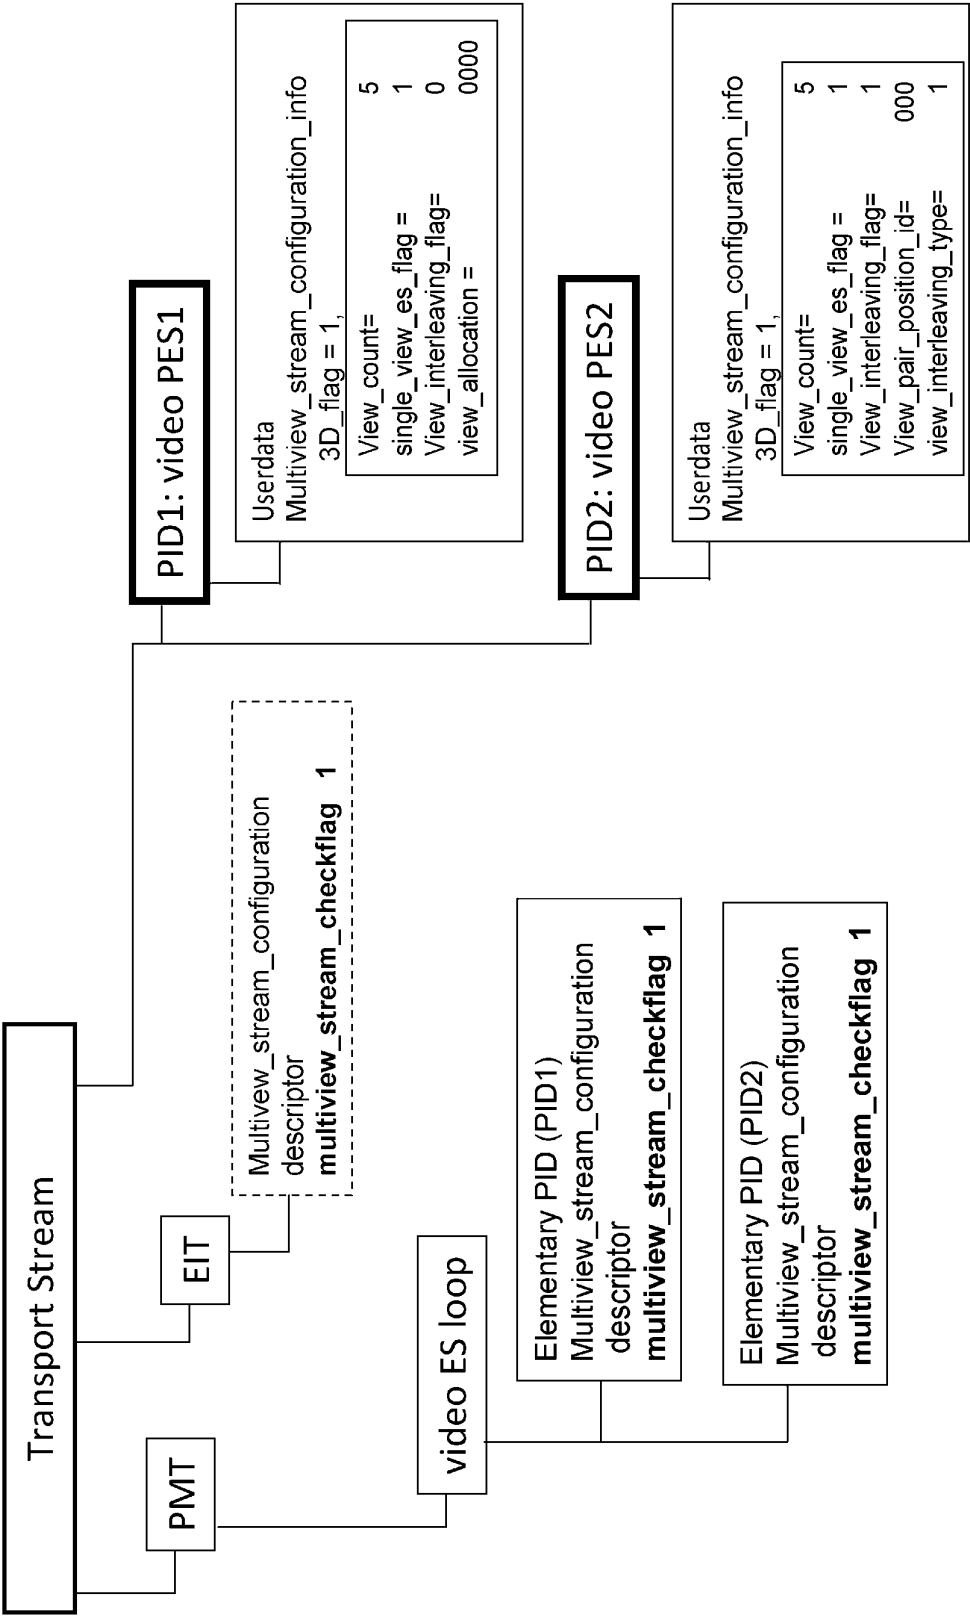 Transport Stream
PMT
EIT
Multivew_stream_configuration
descriptor
multiview_stream_checkflag 1
video ES loop
Elementary PID (PID1)
Multiview_stream_configuration
descriptor
multiview_stream_checkflag 1
Elementary PID (PID2)
Multiview_stream_configuration
descriptor
multiview_stream_checkflag 1
PID1: video PES1
Userdata
Multiview_stream_configuration_info
3D_flag = 1,
View_count= 5
single_view_es_flag = 1
View_interleaving_flag= 0
view_allocation = 0000
PID2: video PES2
Userdata
Multiview_stream_configuration_info
3D_flag = 1,
View_count= 5
single_view_es_flag = 1
View_interleaving_flag= 1
View_pair_position_id= 000
view_interleaving_type= 1